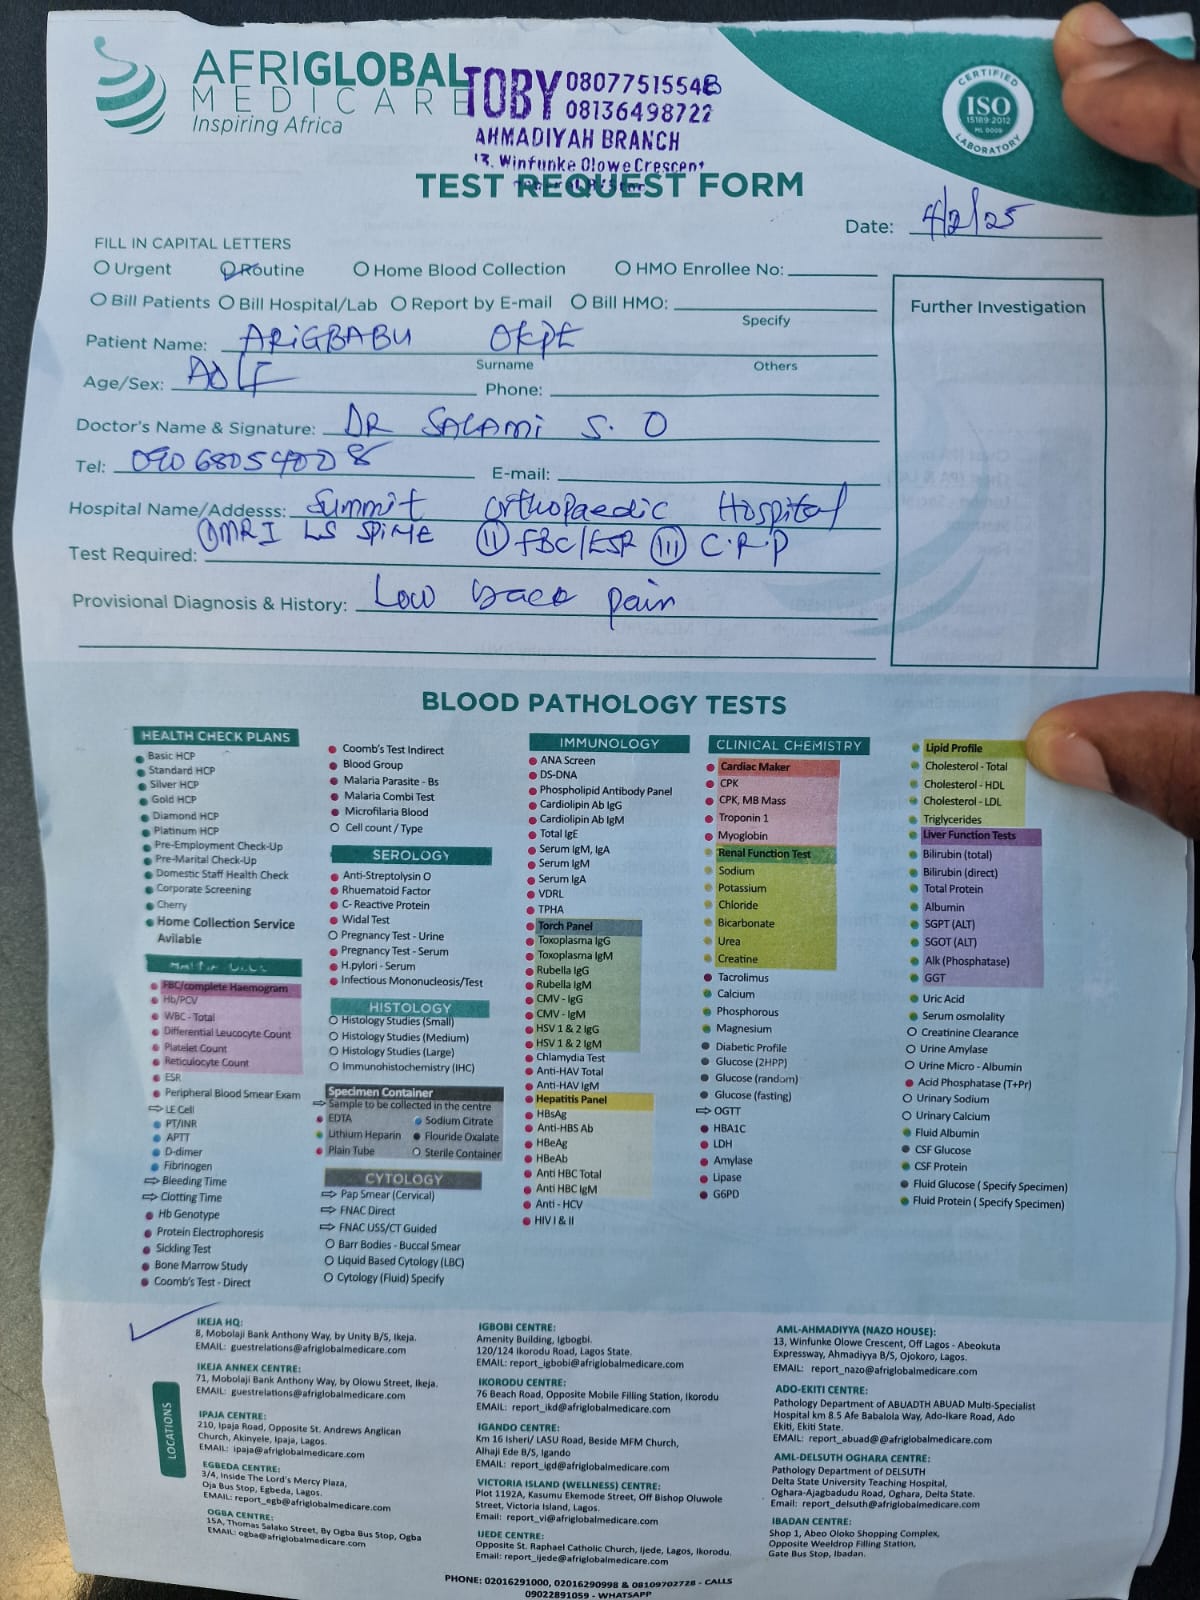 AFRIGLOBAL
MEDICARE
Inspiring Africa
TOBY 08077515548
08136498722
AHMADIYAH BRANCH
13, Winfunke Olowe Crescent
CERTIFIED
ISO
15189:2012
LABORATORY
TEST REQUEST FORM
Date: 4/2/25
FILL IN CAPITAL LETTERS
Urgent Routine Home Blood Collection HMO Enrollee No:
Bill Patients Bill Hospital/Lab Report by E-mail Bill HMO:
Specify
Further Investigation
Patient Name: ARIGBABU OKPE
Surname Others
Age/Sex: AD/F Phone:
Doctor's Name & Signature: DR SALAMI S. O
Tel: 09068054028 E-mail:
Hospital Name/Addesss: Summit Orthopaedic Hospital
Test Required: (I) MRI LS SPINE (II) FBC/ESR (III) C.R.P
Provisional Diagnosis & History: Low back pain
BLOOD PATHOLOGY TESTS
HEALTH CHECK PLANS
Basic HCP
Standard HCP
Silver HCP
Gold HCP
Diamond HCP
Platinum HCP
Pre-Employment Check-Up
Pre-Marital Check-Up
Domestic Staff Health Check
Corporate Screening
Cherry
Home Collection Service
Avilable
FBC/complete Haemogram
Hb/PCV
WBC - Total
Differential Leucocyte Count
Platelet Count
Reticulocyte Count
ESR
Peripheral Blood Smear Exam
LE Cell
PT/INR
APTT
D-dimer
Fibrinogen
Bleeding Time
Clotting Time
Hb Genotype
Protein Electrophoresis
Sickling Test
Bone Marrow Study
Coomb's Test - Direct
Coomb's Test Indirect
Blood Group
Malaria Parasite - Bs
Malaria Combi Test
Microfilaria Blood
Cell count / Type
SEROLOGY
Anti-Streptolysin O
Rhuematoid Factor
C- Reactive Protein
Widal Test
Pregnancy Test - Urine
Pregnancy Test - Serum
H.pylori - Serum
Infectious Mononucleosis/Test
HISTOLOGY
Histology Studies (Small)
Histology Studies (Medium)
Histology Studies (Large)
Immunohistochemistry (IHC)
Specimen Container
Sample to be collected in the centre
EDTA Sodium Citrate
Lithium Heparin Flouride Oxalate
Plain Tube Sterile Container
CYTOLOGY
Pap Smear (Cervical)
FNAC Direct
FNAC USS/CT Guided
Barr Bodies - Buccal Smear
Liquid Based Cytology (LBC)
Cytology (Fluid) Specify
IMMUNOLOGY
ANA Screen
DS-DNA
Phospholipid Antibody Panel
Cardiolipin Ab IgG
Cardiolipin Ab IgM
Total IgE
Serum IgM, IgA
Serum IgM
Serum IgA
VDRL
TPHA
Torch Panel
Toxoplasma IgG
Toxoplasma IgM
Rubella IgG
Rubella IgM
CMV - IgG
CMV - IgM
HSV 1 & 2 IgG
HSV 1 & 2 IgM
Chlamydia Test
Anti-HAV Total
Anti-HAV IgM
Hepatitis Panel
HBsAg
Anti-HBS Ab
HBeAg
HBeAb
Anti HBC Total
Anti HBC IgM
Anti - HCV
HIV I & II
CLINICAL CHEMISTRY
Cardiac Maker
CPK
CPK, MB Mass
Troponin 1
Myoglobin
Renal Function Test
Sodium
Potassium
Chloride
Bicarbonate
Urea
Creatine
Tacrolimus
Calcium
Phosphorous
Magnesium
Diabetic Profile
Glucose (2HPP)
Glucose (random)
Glucose (fasting)
OGTT
HBA1C
LDH
Amylase
Lipase
G6PD
Lipid Profile
Cholesterol - Total
Cholesterol - HDL
Cholesterol - LDL
Triglycerides
Liver Function Tests
Bilirubin (total)
Bilirubin (direct)
Total Protein
Albumin
SGPT (ALT)
SGOT (ALT)
Alk (Phosphatase)
GGT
Uric Acid
Serum osmolality
Creatinine Clearance
Urine Amylase
Urine Micro - Albumin
Acid Phosphatase (T+Pr)
Urinary Sodium
Urinary Calcium
Fluid Albumin
CSF Glucose
CSF Protein
Fluid Glucose ( Specify Specimen)
Fluid Protein ( Specify Specimen)
LOCATIONS
IKEJA HQ:
8, Mobolaji Bank Anthony Way, by Unity B/S, Ikeja.
EMAIL: guestrelations@afriglobalmedicare.com
IKEJA ANNEX CENTRE:
71, Mobolaji Bank Anthony Way, by Olowu Street, Ikeja.
EMAIL: guestrelations@afriglobalmedicare.com
IPAJA CENTRE:
210, Ipaja Road, Opposite St. Andrews Anglican
Church, Akinyele, Ipaja, Lagos.
EMAIL: ipaja@afriglobalmedicare.com
EGBEDA CENTRE:
3/4, Inside The Lord's Mercy Plaza,
Oja Bus Stop, Egbeda, Lagos.
EMAIL: report_egb@afriglobalmedicare.com
OGBA CENTRE:
15A, Thomas Salako Street, By Ogba Bus Stop, Ogba
EMAIL: ogba@afriglobalmedicare.com
IGBOBI CENTRE:
Amenity Building, Igbogbi.
120/124 Ikorodu Road, Lagos State.
EMAIL: report_igbobi@afriglobalmedicare.com
IKORODU CENTRE:
76 Beach Road, Opposite Mobile Filling Station, Ikorodu
EMAIL: report_ikd@afriglobalmedicare.com
IGANDO CENTRE:
Km 16 Isheri/ LASU Road, Beside MFM Church,
Alhaji Ede B/S, Igando
EMAIL: report_igd@afriglobalmedicare.com
VICTORIA ISLAND (WELLNESS) CENTRE:
Plot 1192A, Kasumu Ekemode Street, Off Bishop Oluwole
Street, Victoria Island, Lagos.
Email: report_vi@afriglobalmedicare.com
IJEDE CENTRE:
Opposite St. Raphael Catholic Church, Ijede, Lagos, Ikorodu.
Email: report_ijede@afriglobalmedicare.com
AML-AHMADIYYA (NAZO HOUSE):
13, Winfunke Olowe Crescent, Off Lagos - Abeokuta
Expressway, Ahmadiyya B/S, Ojokoro, Lagos.
EMAIL: report_nazo@afriglobalmedicare.com
ADO-EKITI CENTRE:
Pathology Department of ABUADTH ABUAD Multi-Specialist
Hospital km 8.5 Afe Babalola Way, Ado-Ikare Road, Ado
Ekiti, Ekiti State.
EMAIL: report_abuad@@afriglobalmedicare.com
AML-DELSUTH OGHARA CENTRE:
Pathology Department of DELSUTH
Delta State University Teaching Hospital,
Oghara-Ajagbadudu Road, Oghara, Delta State.
Email: report_delsuth@afriglobalmedicare.com
IBADAN CENTRE:
Shop 1, Abeo Oloko Shopping Complex,
Opposite Weeldrop Filling Station,
Gate Bus Stop, Ibadan.
PHONE: 02016291000, 02016290998 & 08109702728 - CALLS
09022891059 - WHATSAPP